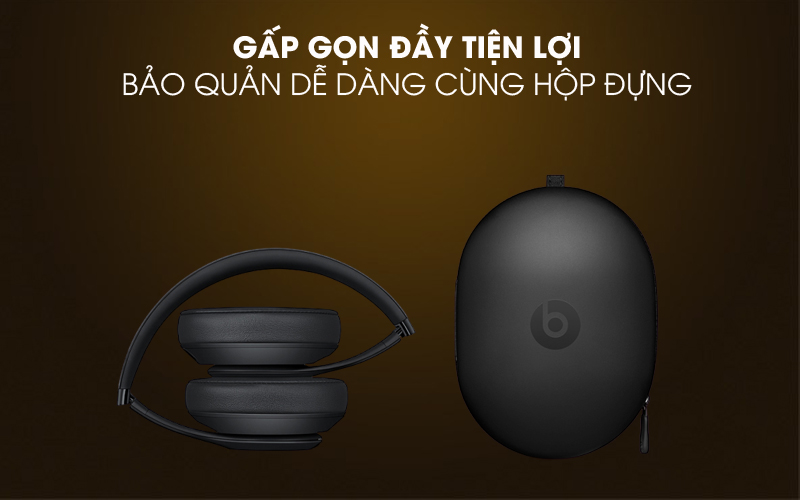 GẤP GỌN ĐẦY TIỆN LỢI
BẢO QUẢN DỄ DÀNG CÙNG HỘP ĐỰNG
b